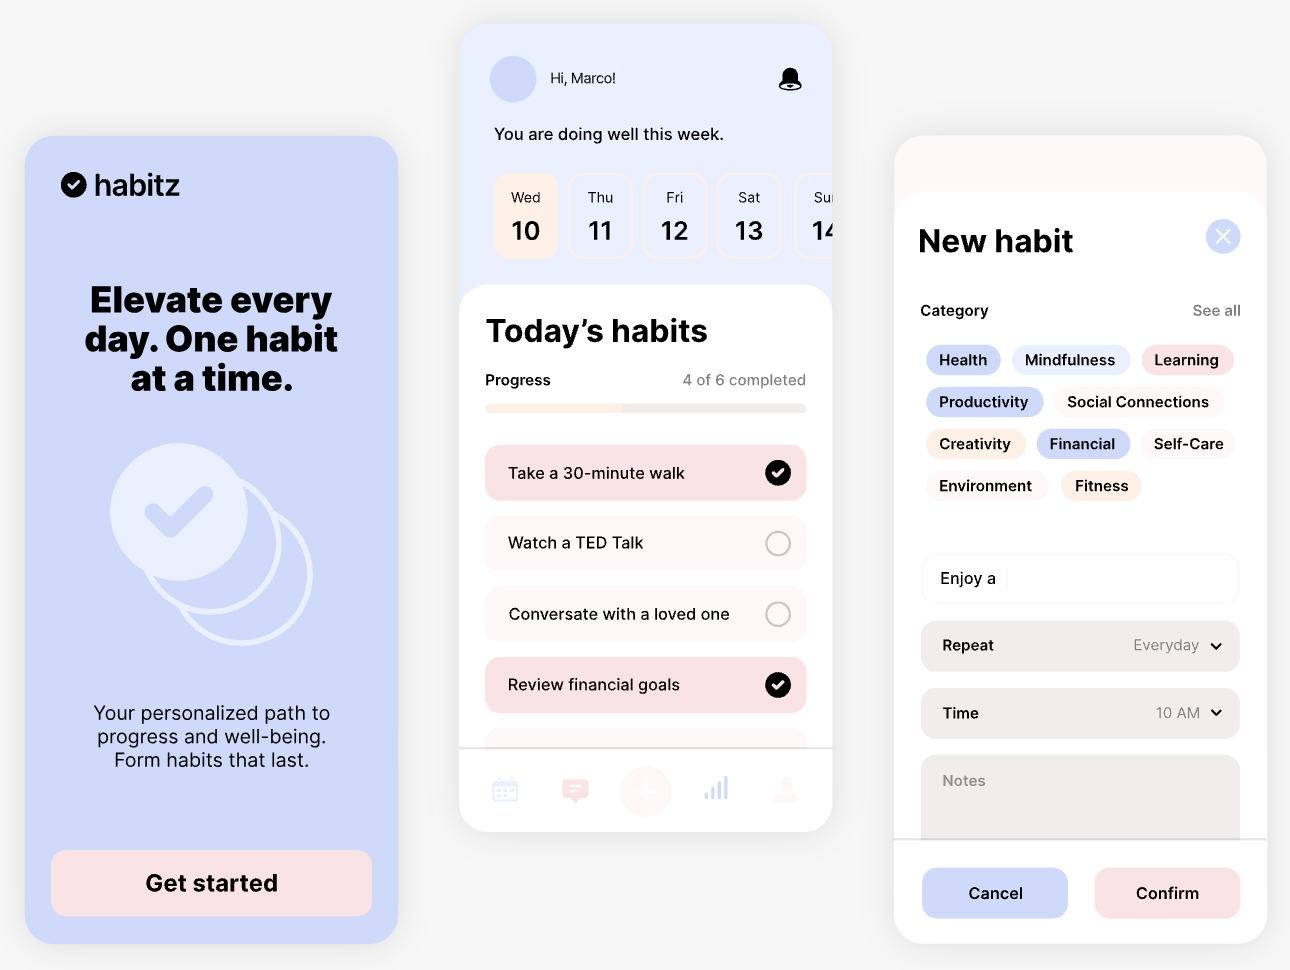 habitz
Elevate every
day. One habit
at a time.
Your personalized path to
progress and well-being.
Form habits that last.
Get started
Hi, Marco!
You are doing well this week.
Wed Thu Fri Sat Sun
10 11 12 13 14
Today’s habits
Progress 4 of 6 completed
Take a 30-minute walk
Watch a TED Talk
Conversate with a loved one
Review financial goals
New habit
Category See all
Health Mindfulness Learning
Productivity Social Connections
Creativity Financial Self-Care
Environment Fitness
Enjoy a
Repeat Everyday
Time 10 AM
Notes
Cancel Confirm